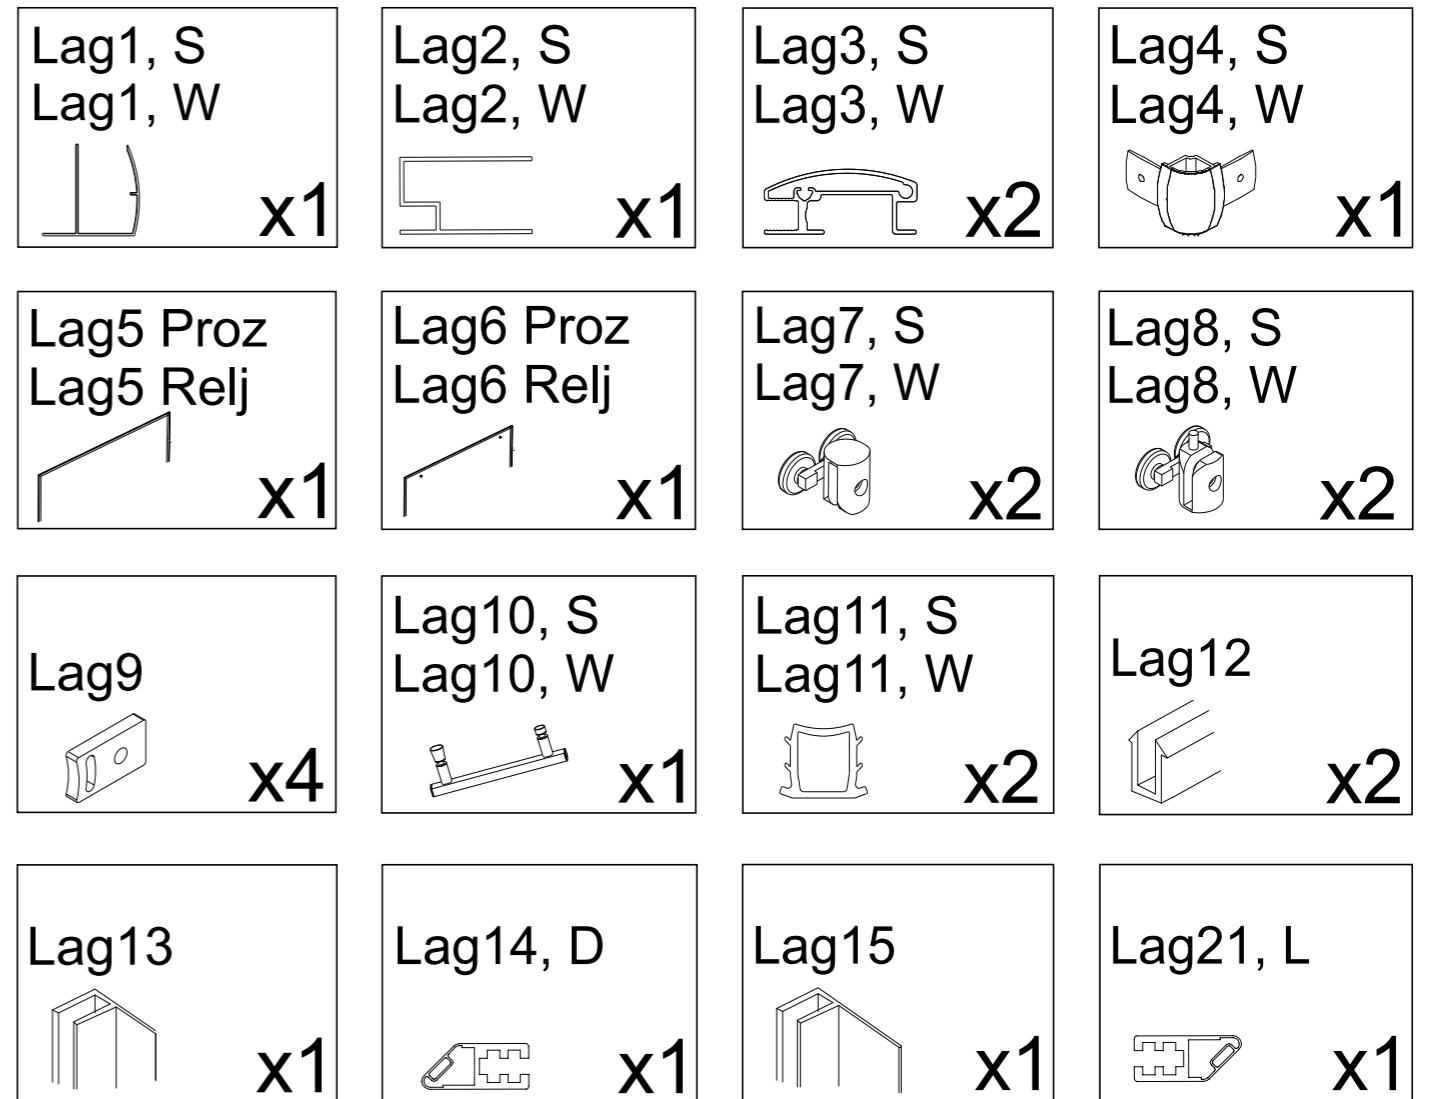 Lag1, S
Lag1, W
x1
Lag2, S
Lag2, W
x1
Lag3, S
Lag3, W
x2
Lag4, S
Lag4, W
x1
Lag5 Proz
Lag5 Relj
x1
Lag6 Proz
Lag6 Relj
x1
Lag7, S
Lag7, W
x2
Lag8, S
Lag8, W
x2
Lag9
x4
Lag10, S
Lag10, W
x1
Lag11, S
Lag11, W
x2
Lag12
x2
Lag13
x1
Lag14, D
x1
Lag15
x1
Lag21, L
x1